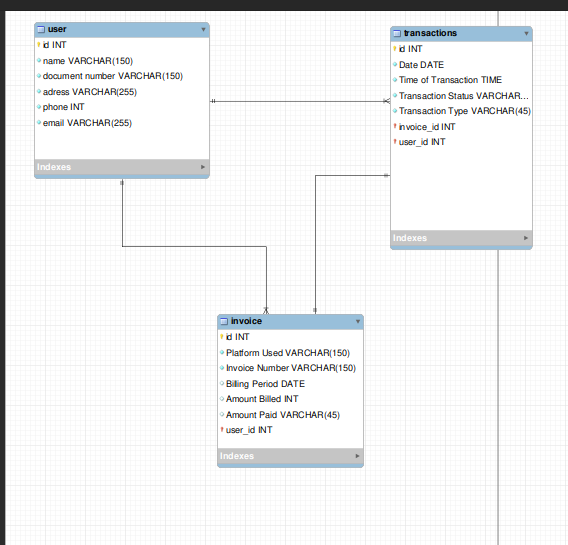 user
id INT
name VARCHAR(150)
document number VARCHAR(150)
adress VARCHAR(255)
phone INT
email VARCHAR(255)
Indexes
transactions
id INT
Date DATE
Time of Transaction TIME
Transaction Status VARCHAR...
Transaction Type VARCHAR(45)
invoice_id INT
user_id INT
Indexes
invoice
id INT
Platform Used VARCHAR(150)
Invoice Number VARCHAR(150)
Billing Period DATE
Amount Billed INT
Amount Paid VARCHAR(45)
user_id INT
Indexes